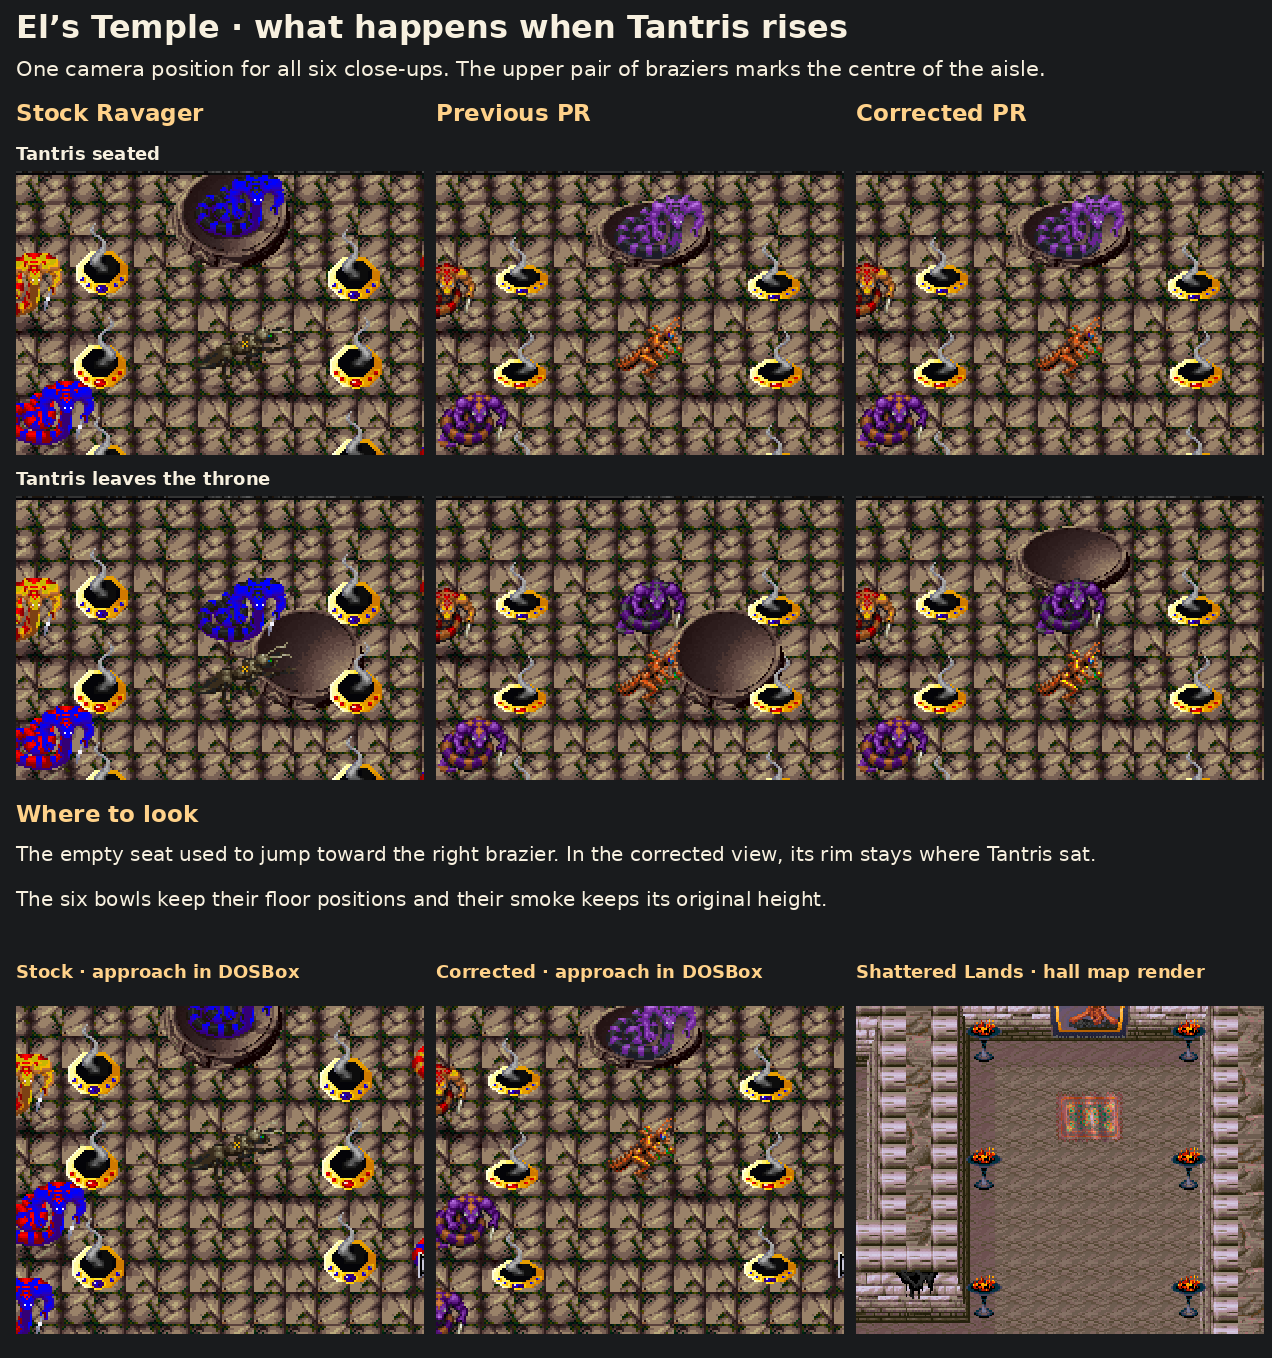 El’s Temple · what happens when Tantris rises
One camera position for all six close-ups. The upper pair of braziers marks the centre of the aisle.
Stock Ravager
Previous PR
Corrected PR
Tantris seated
Tantris leaves the throne
Where to look
The empty seat used to jump toward the right brazier. In the corrected view, its rim stays where Tantris sat.
The six bowls keep their floor positions and their smoke keeps its original height.
Stock · approach in DOSBox
Corrected · approach in DOSBox
Shattered Lands · hall map render